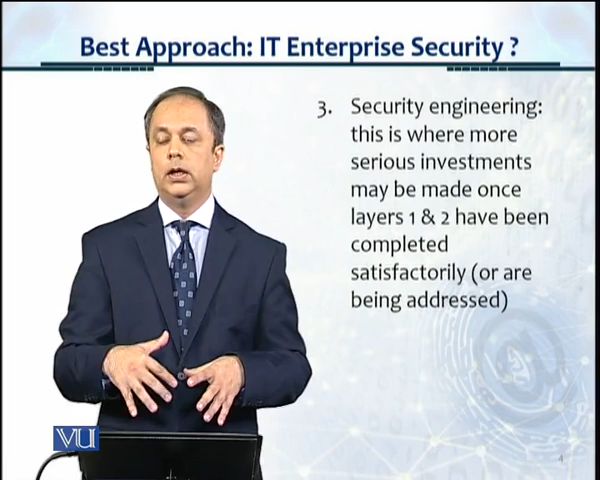 Best Approach: IT Enterprise Security ?
3. Security engineering:
this is where more
serious investments
may be made once
layers 1 & 2 have been
completed
satisfactorily (or are
being addressed)
VU
4